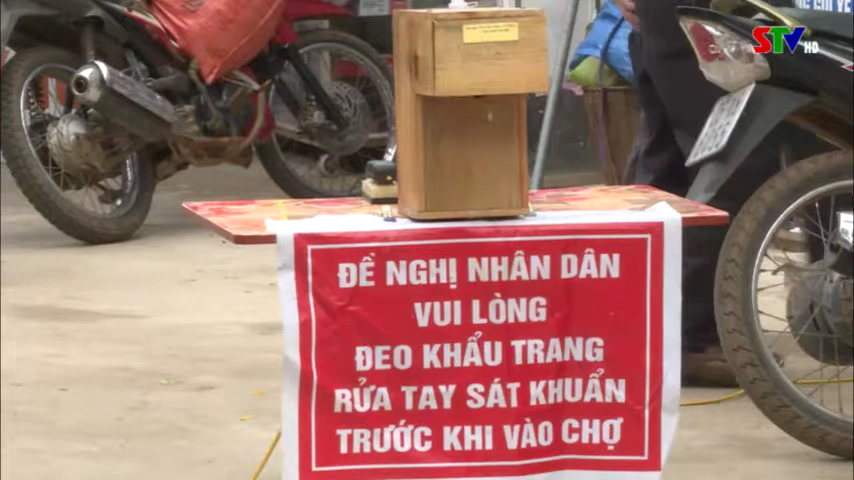 STV HD
ĐỀ NGHỊ NHÂN DÂN
VUI LÒNG
ĐEO KHẨU TRANG
RỬA TAY SÁT KHUẨN
TRƯỚC KHI VÀO CHỢ